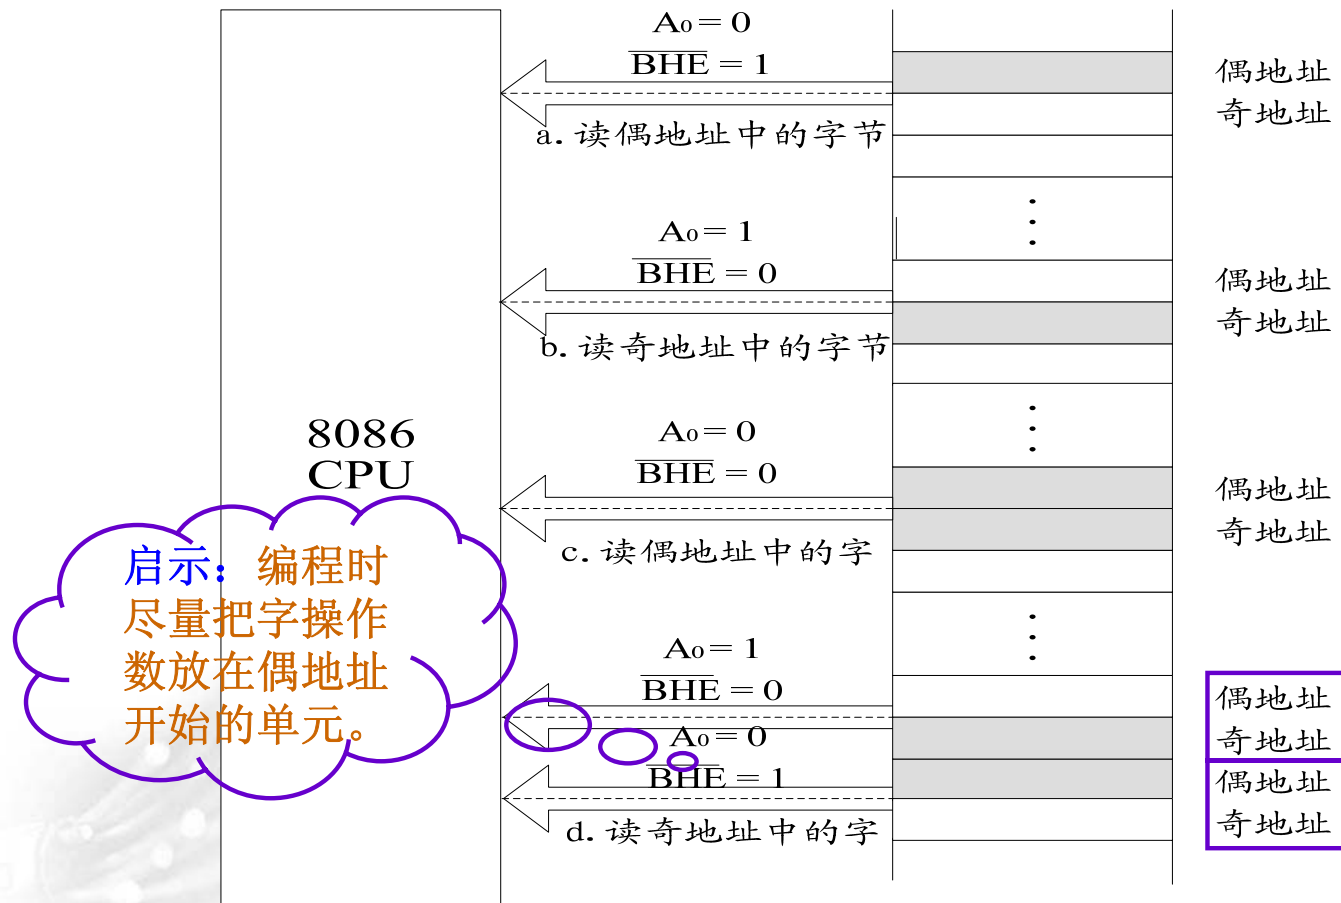 A₀ = 0
B̅H̅E̅ = 1
a. 读偶地址中的字节
偶地址
奇地址
A₀ = 1
B̅H̅E̅ = 0
b. 读奇地址中的字节
偶地址
奇地址
8086
CPU
A₀ = 0
B̅H̅E̅ = 0
c. 读偶地址中的字
偶地址
奇地址
启示：编程时
尽量把字操作
数放在偶地址
开始的单元。
A₀ = 1
B̅H̅E̅ = 0
A₀ = 0
B̅H̅E̅ = 1
d. 读奇地址中的字
偶地址
奇地址
偶地址
奇地址